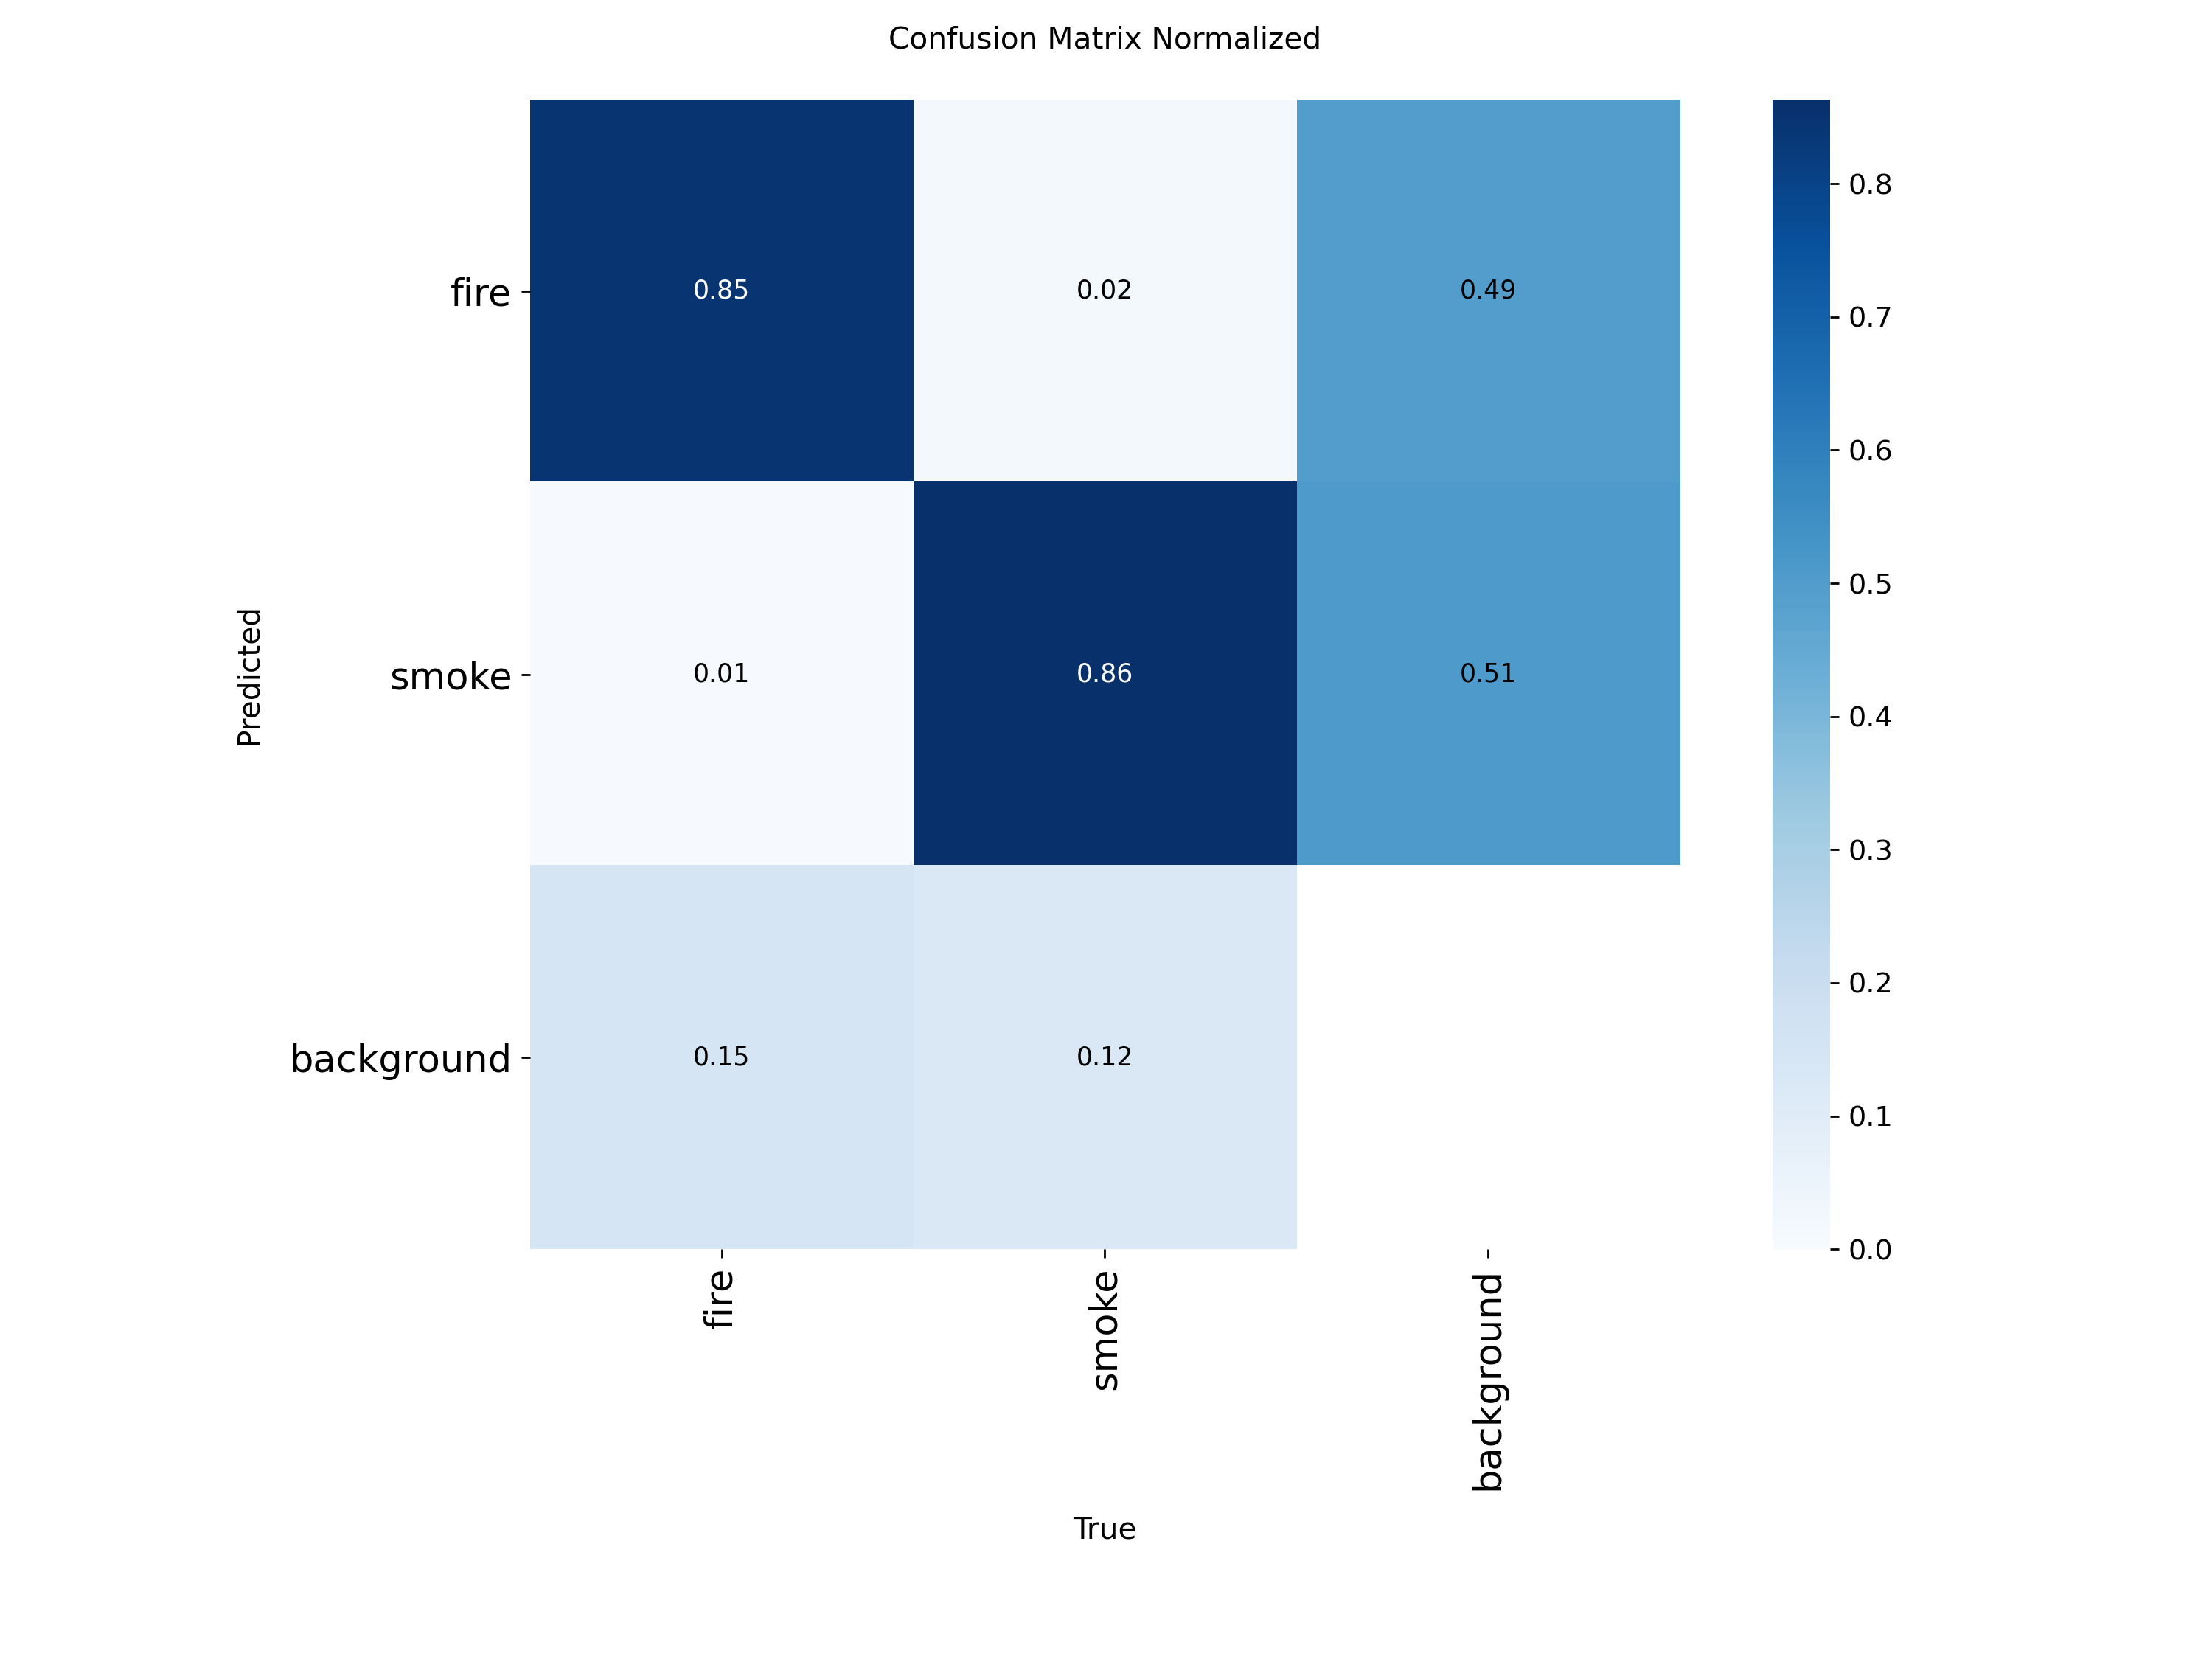 Confusion Matrix Normalized
Predicted
fire
0.85
0.02
0.49
smoke
0.01
0.86
0.51
background
0.15
0.12
fire
smoke
background
True
0.8
0.7
0.6
0.5
0.4
0.3
0.2
0.1
0.0